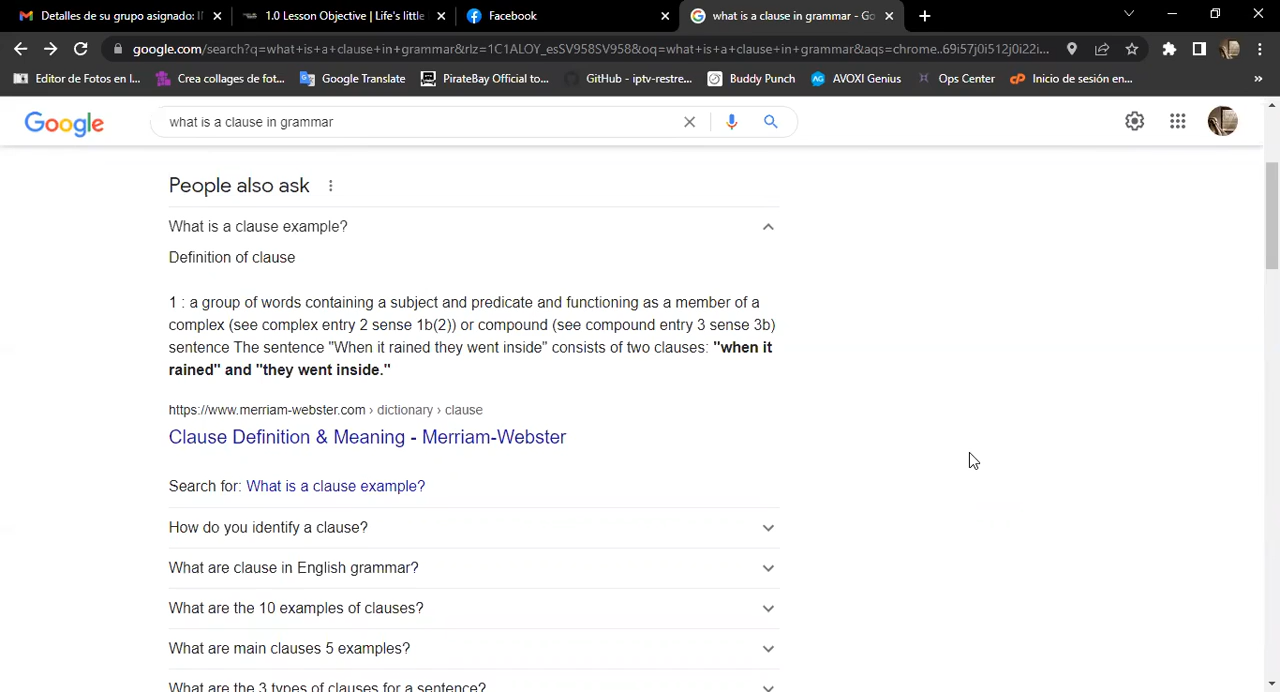 Detalles de su grupo asignado: If
1.0 Lesson Objective | Life's little
Facebook
what is a clause in grammar - Go
google.com/search?q=what+is+a+clause+in+grammar&rlz=1C1ALOY_esSV958SV958&oq=what+is+a+clause+in+grammar&aqs=chrome..69i57j0i512j0i22i...
Editor de Fotos en l...
Crea collages de fot...
Google Translate
PirateBay Official to...
GitHub - iptv-restre...
Buddy Punch
AVOXI Genius
Ops Center
Inicio de sesión en...
»
Google
what is a clause in grammar
People also ask
What is a clause example?
Definition of clause
1 : a group of words containing a subject and predicate and functioning as a member of a
complex (see complex entry 2 sense 1b(2)) or compound (see compound entry 3 sense 3b)
sentence The sentence "When it rained they went inside" consists of two clauses: "when it
rained" and "they went inside."
https://www.merriam-webster.com › dictionary › clause
Clause Definition & Meaning - Merriam-Webster
Search for: What is a clause example?
How do you identify a clause?
What are clause in English grammar?
What are the 10 examples of clauses?
What are main clauses 5 examples?
What are the 3 types of clauses for a sentence?